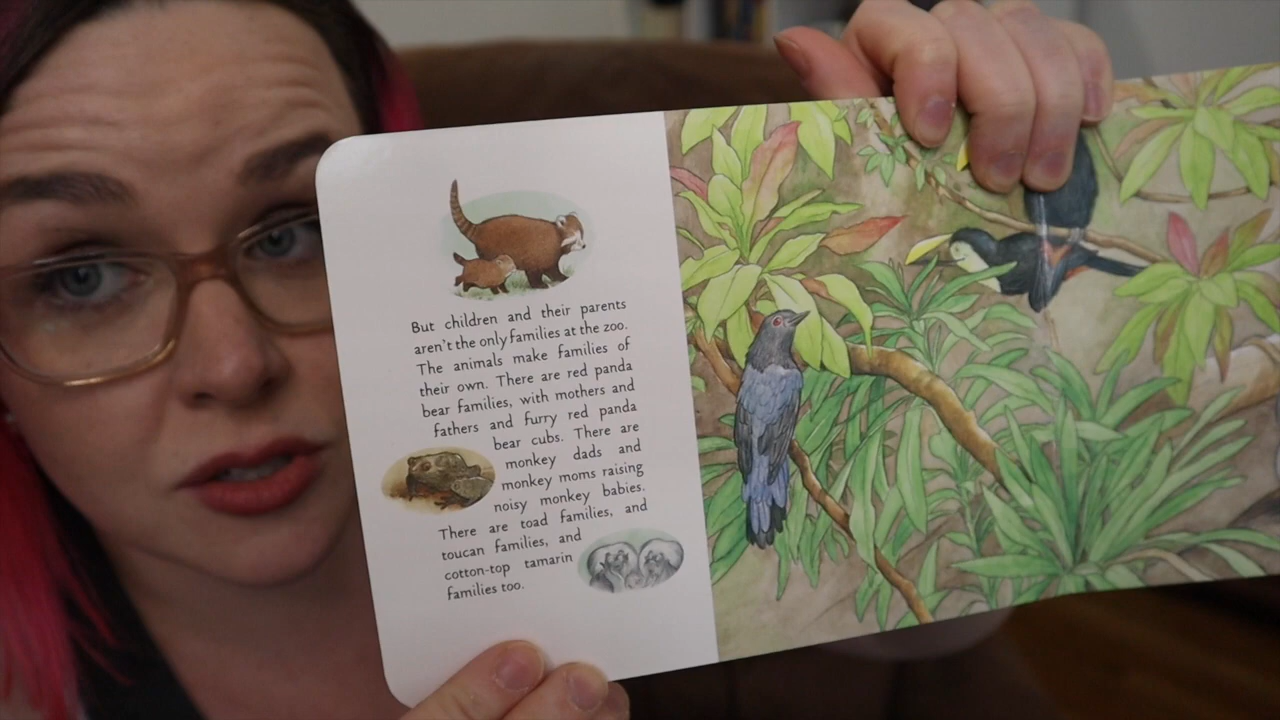 But children and their parents
aren't the only families at the zoo.
The animals make families of
their own. There are red panda
bear families, with mothers and
fathers and furry red panda
bear cubs. There are
monkey dads and
monkey moms raising
noisy monkey babies.
There are toad families, and
toucan families, and
cotton-top tamarin
families too.